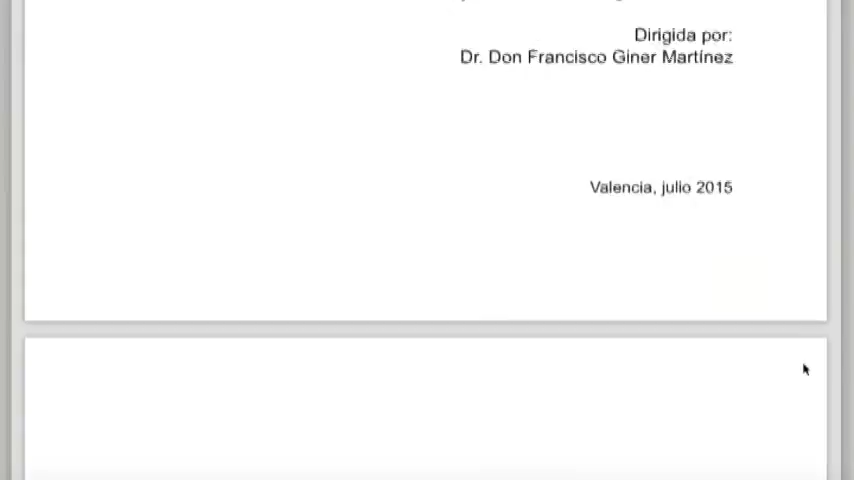 Dirigida por:
Dr. Don Francisco Giner Martínez
Valencia, julio 2015